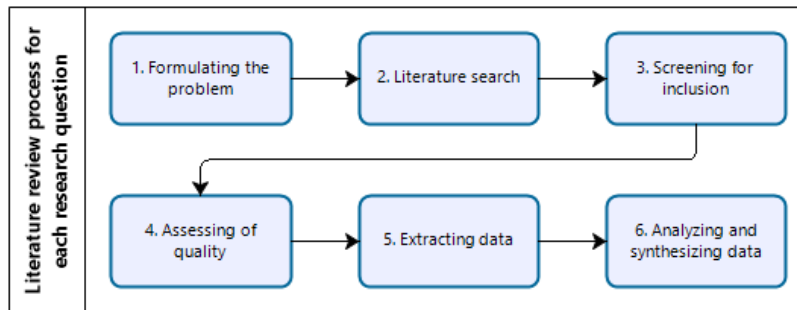 Literature review process for
each research question
1. Formulating the
problem
2. Literature search
3. Screening for
inclusion
4. Assessing of
quality
5. Extracting data
6. Analyzing and
synthesizing data